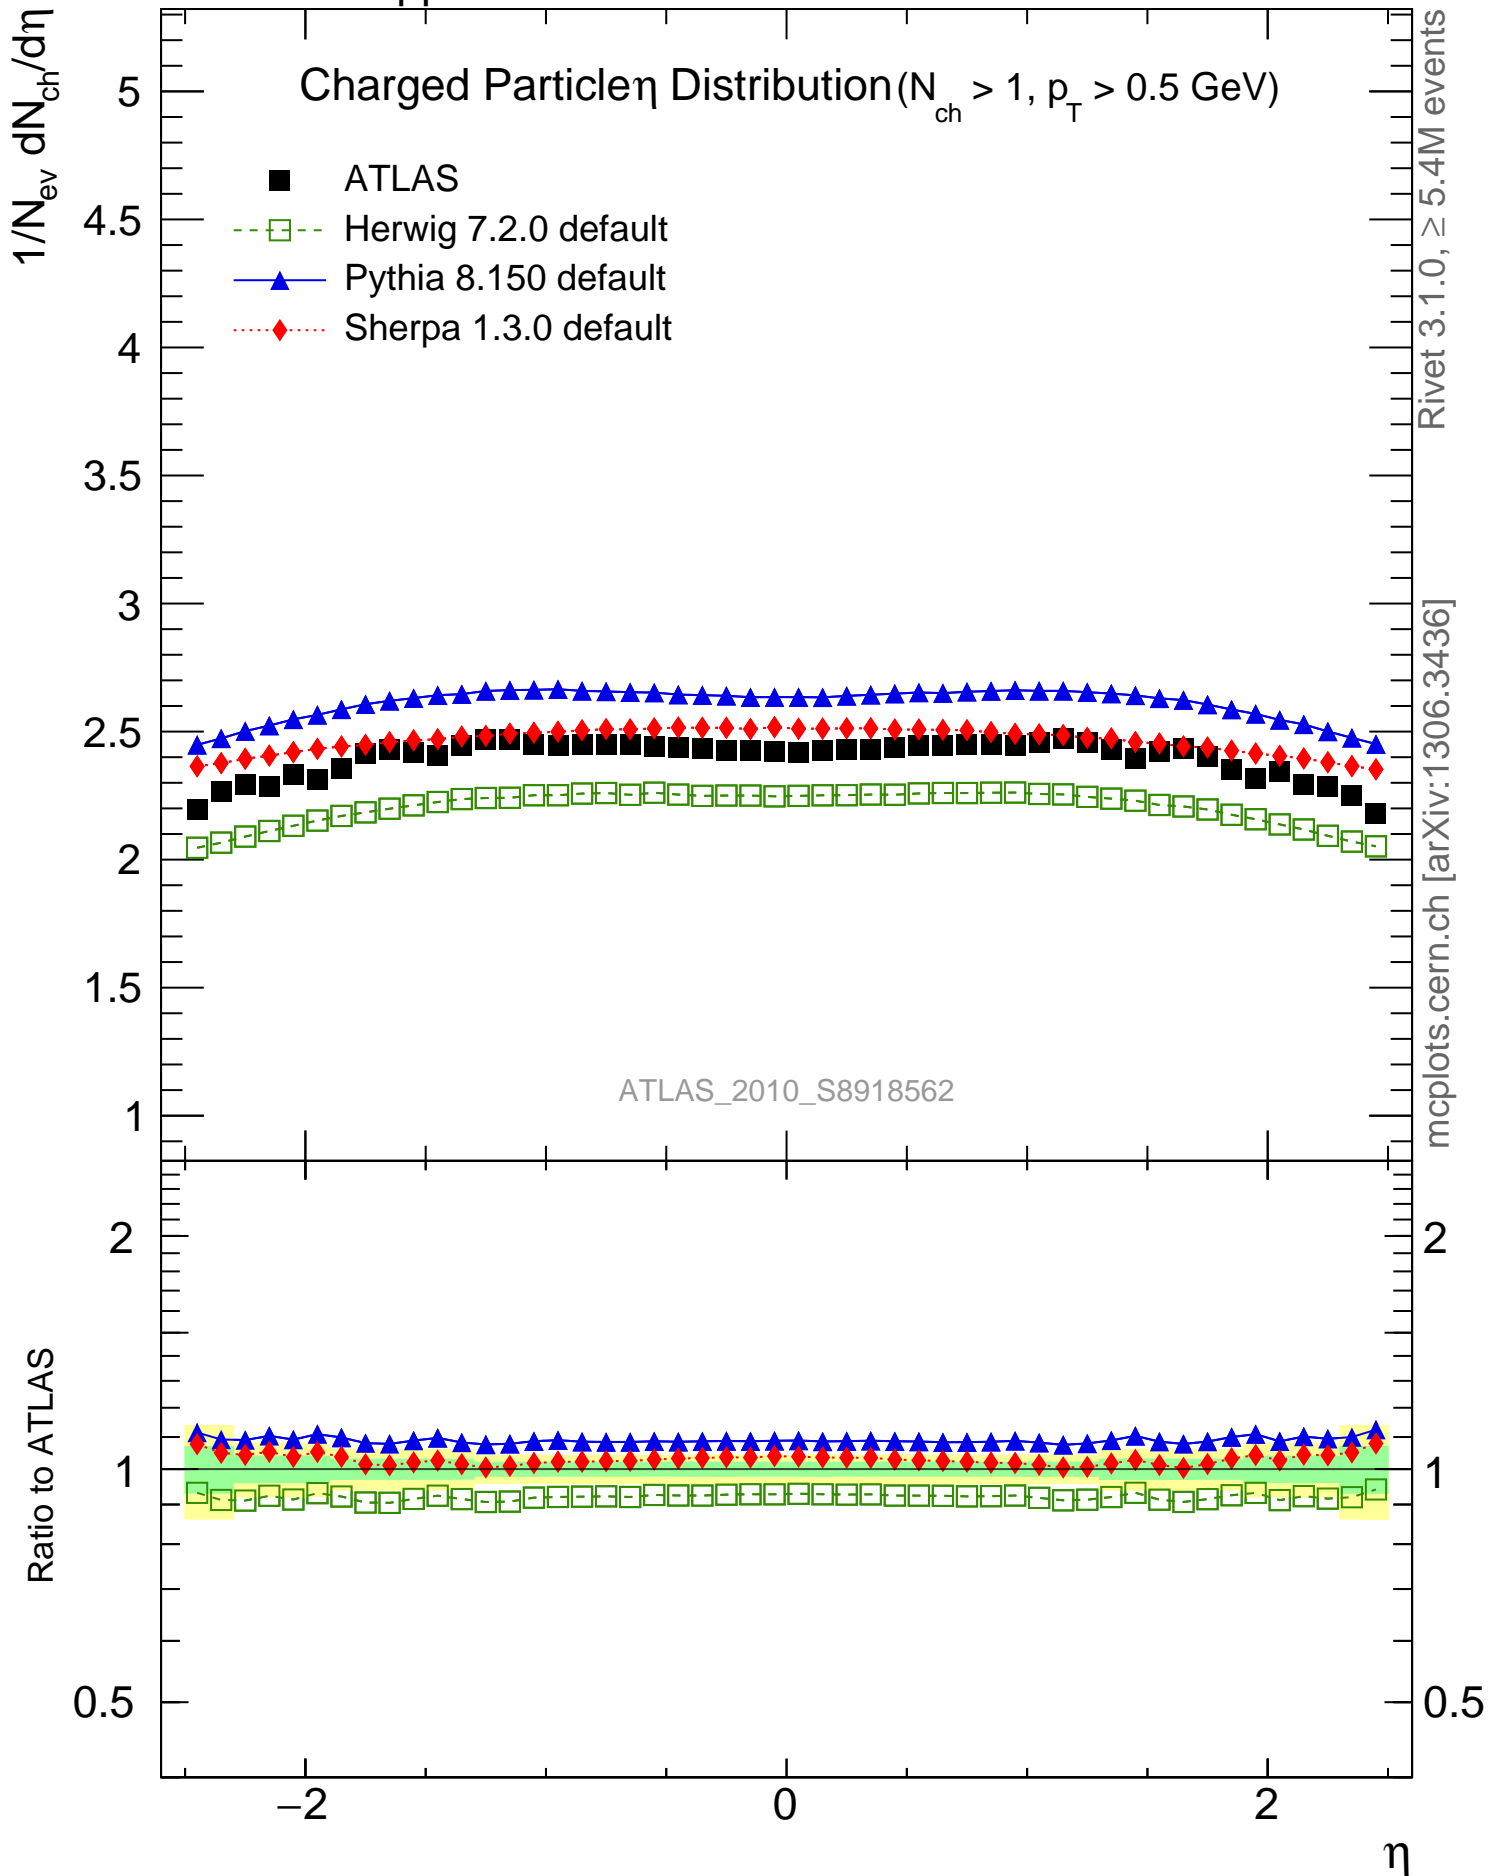 pp
1/N_ev dN_ch/dη
Charged Particleη Distribution (N_ch > 1, p_T > 0.5 GeV)
ATLAS
Herwig 7.2.0 default
Pythia 8.150 default
Sherpa 1.3.0 default
5
4.5
4
3.5
3
2.5
2
1.5
1
ATLAS_2010_S8918562
Rivet 3.1.0, ≥ 5.4M events
mcplots.cern.ch [arXiv:1306.3436]
Ratio to ATLAS
2
1
0.5
2
1
0.5
−2
0
2
η